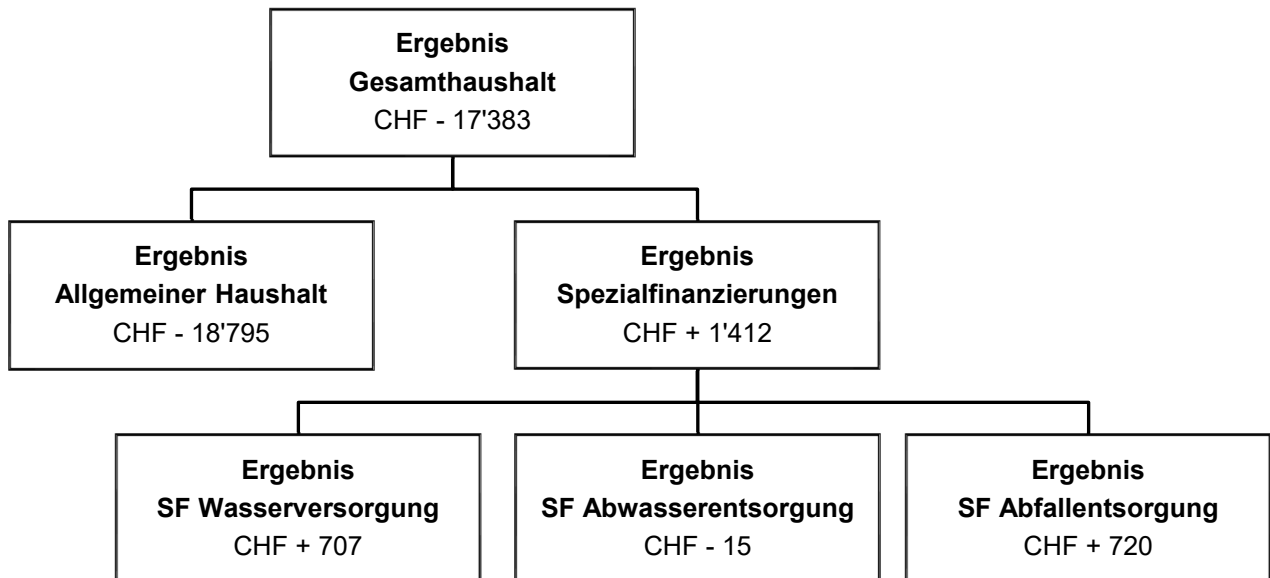 Ergebnis
Gesamthaushalt
CHF - 17'383
Ergebnis
Allgemeiner Haushalt
CHF - 18'795
Ergebnis
Spezialfinanzierungen
CHF + 1'412
Ergebnis
SF Wasserversorgung
CHF + 707
Ergebnis
SF Abwasserentsorgung
CHF - 15
Ergebnis
SF Abfallentsorgung
CHF + 720